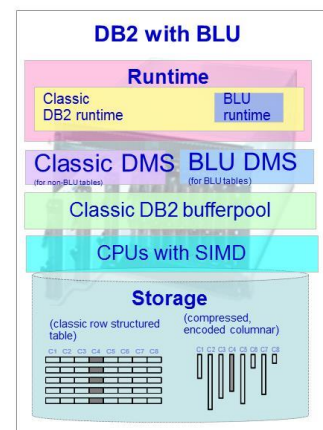 DB2 with BLU
Runtime
Classic
DB2 runtime
BLU
runtime
Classic DMS
(for non-BLU tables)
BLU DMS
(for BLU tables)
Classic DB2 bufferpool
CPUs with SIMD
Storage
(classic row structured
table)
C1 C2 C3 C4 C5 C6 C7 C8
(compressed,
encoded columnar)
C1 C2 C3 C4 C5 C6 C7 C8